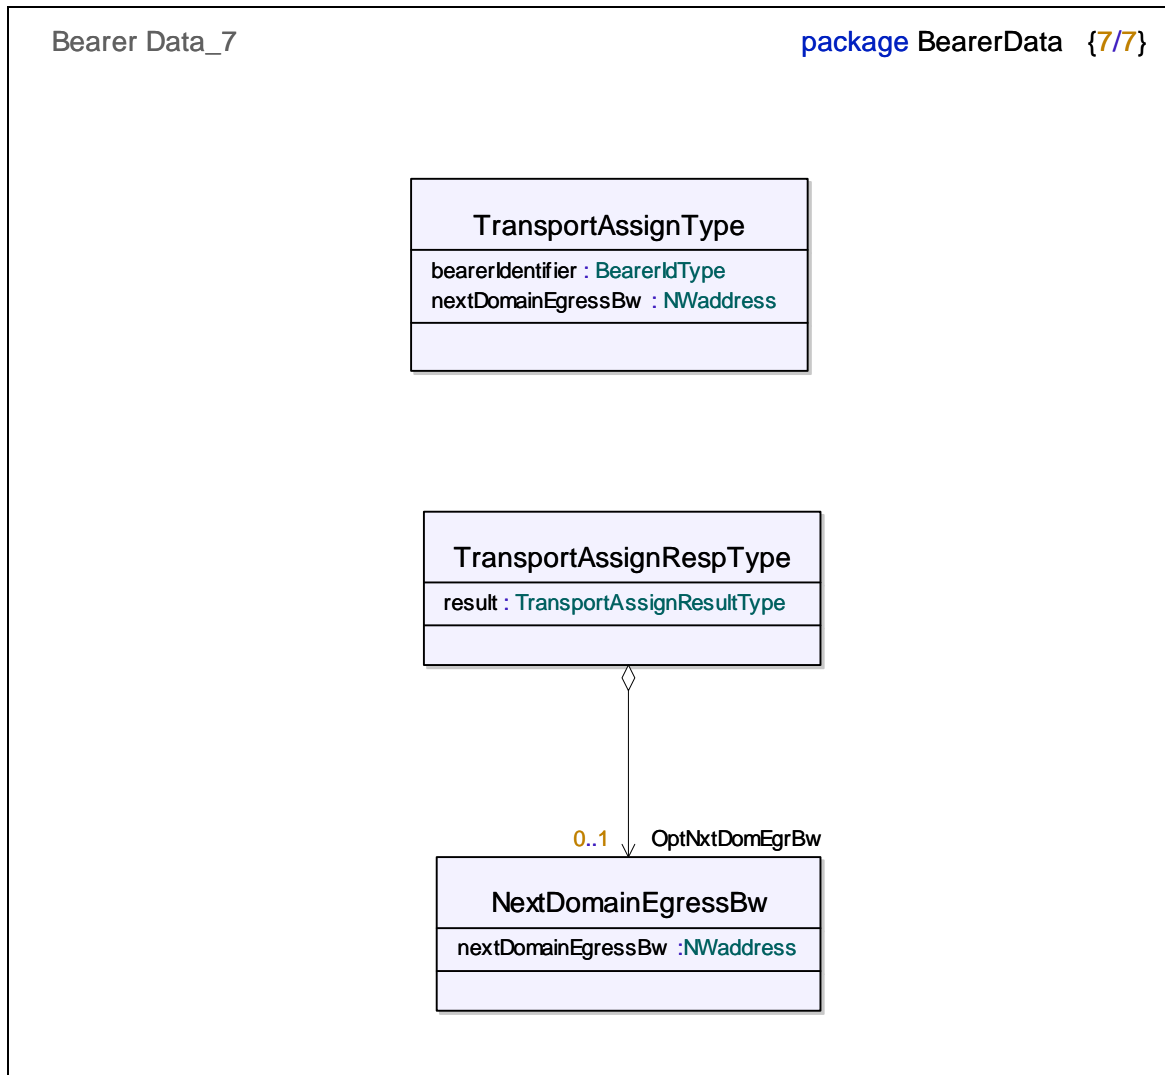 Bearer Data_7
package BearerData {7/7}
TransportAssignType
bearerIdentifier : BearerIdType
nextDomainEgressBw : NWaddress
TransportAssignRespType
result : TransportAssignResultType
0..1 OptNxtDomEgrBw
NextDomainEgressBw
nextDomainEgressBw :NWaddress